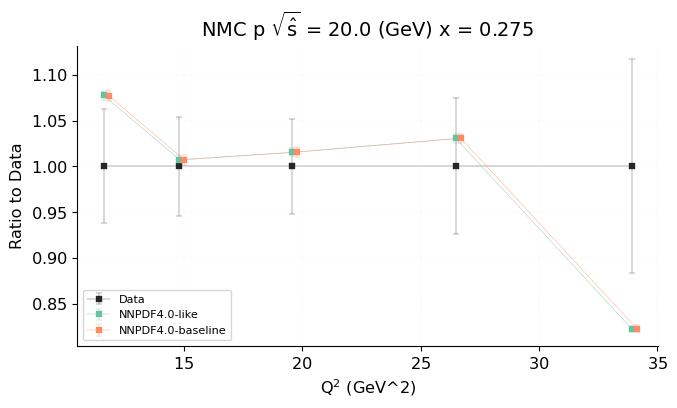 NMC p √ŝ = 20.0 (GeV) x = 0.275
Ratio to Data
1.10
1.05
1.00
0.95
0.90
0.85
Data
NNPDF4.0-like
NNPDF4.0-baseline
15
20
25
30
35
Q² (GeV^2)